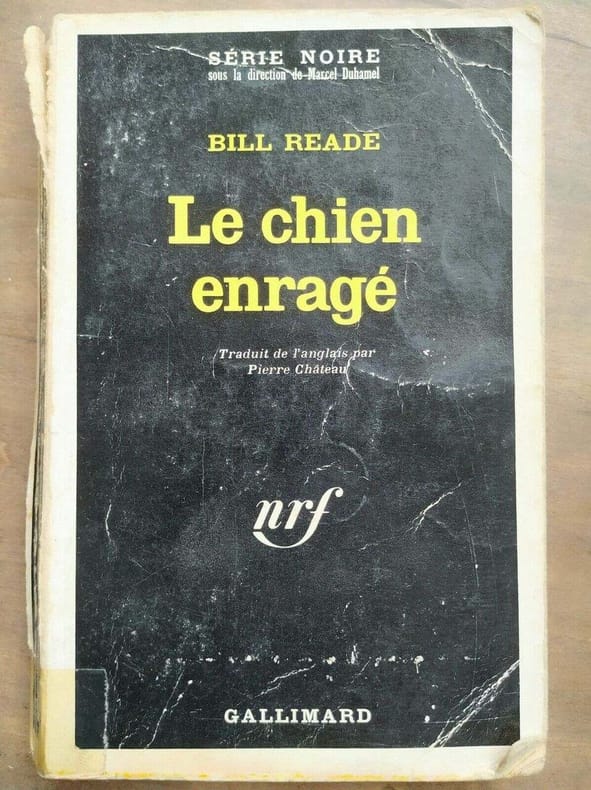 SÉRIE NOIRE
sous la direction de Marcel Duhamel
BILL READE
Le chien
enragé
Traduit de l'anglais par
Pierre Château
nrf
GALLIMARD